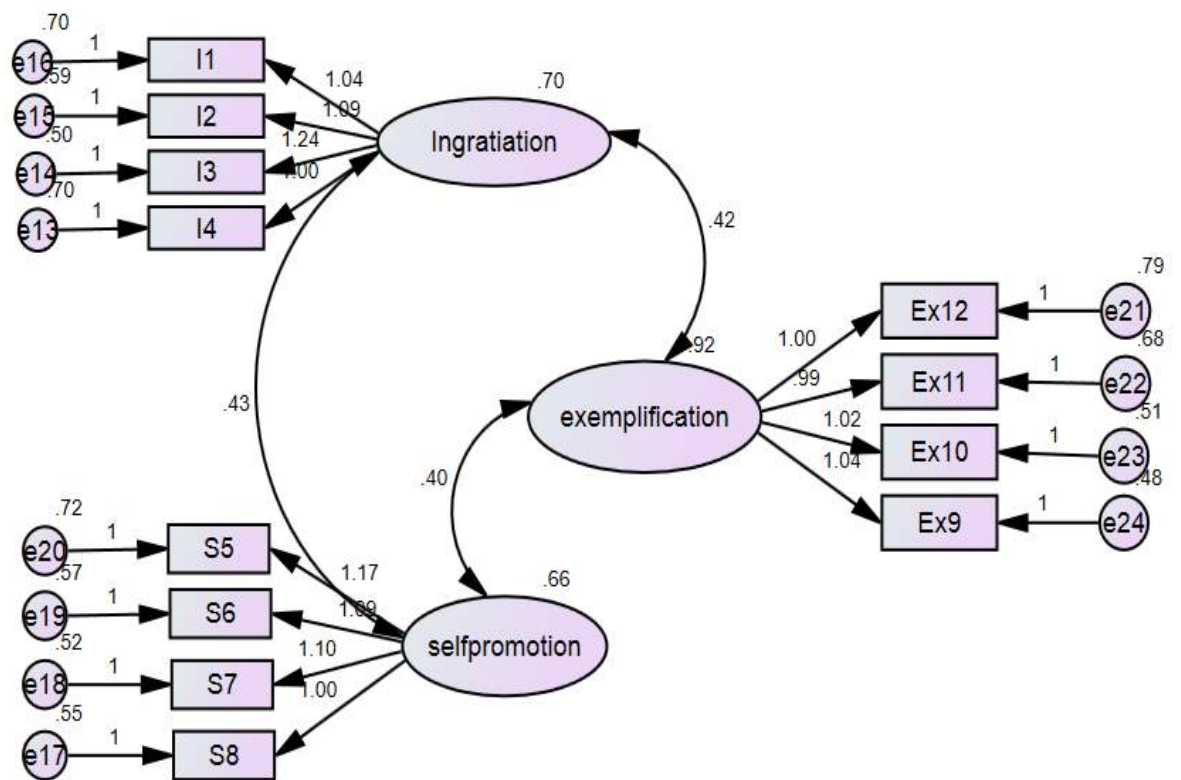 .70
e16 1 I1
.59
e15 1 I2
.50
e14 1 I3
.70
e13 1 I4
1.04
1.09
1.24
1.00
.70
Ingratiation
.42
.43
.92
exemplification
.40
1.00
.99
1.02
1.04
.79
Ex12 1 e21
.68
Ex11 1 e22
.51
Ex10 1 e23
.48
Ex9 1 e24
.72
e20 1 S5
.57
e19 1 S6
.52
e18 1 S7
.55
e17 1 S8
1.17
1.09
1.10
1.00
.66
selfpromotion